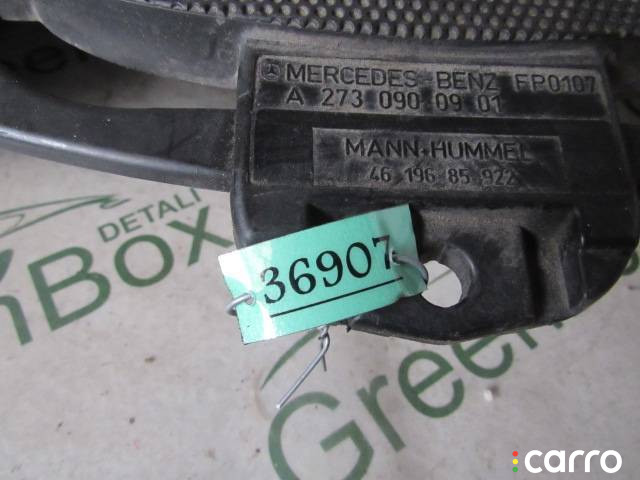 MERCEDES-BENZ FP0107
A 273 090 09 01
MANN+HUMMEL
46 196 85 922
36907
DETALI
Box
Green
carro